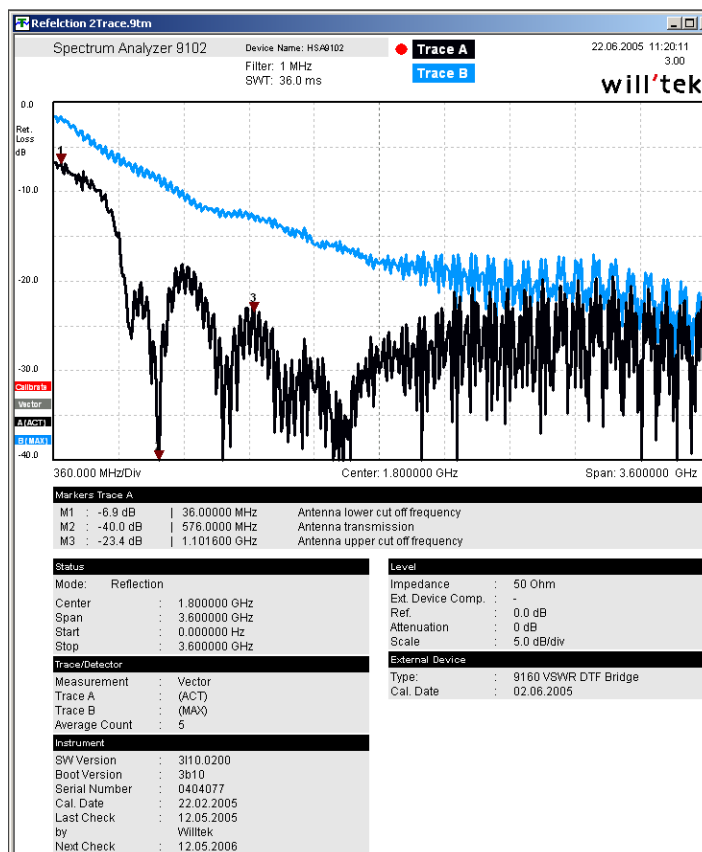 Refelction 2Trace.9tm
Spectrum Analyzer 9102
Device Name: HSA9102
Trace A
22.06.2005 11:20:11
3.00
Filter: 1 MHz
SWT: 36.0 ms
Trace B
will'tek
0.0
Ret.
Loss
dB
1
-10.0
-20.0
3
-30.0
Calibrate
Vector
A (ACT)
B (MAX)
-40.0
360.000 MHz/Div
Center: 1.800000 GHz
Span: 3.600000 GHz
Markers Trace A
M1 : -6.9 dB | 36.00000 MHz Antenna lower cut off frequency
M2 : -40.0 dB | 576.0000 MHz Antenna transmission
M3 : -23.4 dB | 1.101600 GHz Antenna upper cut off frequency
Status
Mode: Reflection
Center : 1.800000 GHz
Span : 3.600000 GHz
Start : 0.000000 Hz
Stop : 3.600000 GHz
Trace/Detector
Measurement : Vector
Trace A : (ACT)
Trace B : (MAX)
Average Count : 5
Instrument
SW Version : 3I10.0200
Boot Version : 3b10
Serial Number : 0404077
Cal. Date : 22.02.2005
Last Check : 12.05.2005
by Willtek
Next Check : 12.05.2006
Level
Impedance : 50 Ohm
Ext. Device Comp. : -
Ref. : 0.0 dB
Attenuation : 0 dB
Scale : 5.0 dB/div
External Device
Type: : 9160 VSWR DTF Bridge
Cal. Date : 02.06.2005